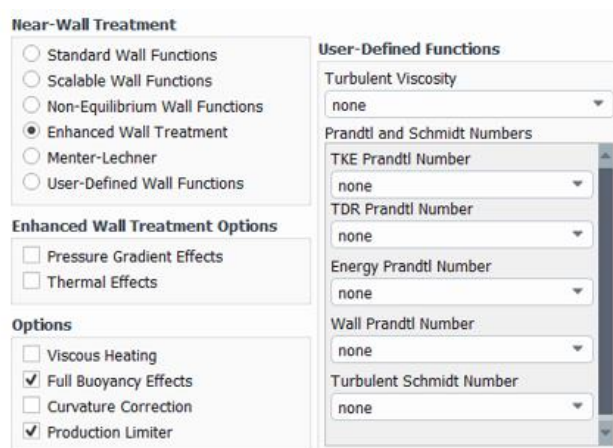 Near-Wall Treatment
Standard Wall Functions
Scalable Wall Functions
Non-Equilibrium Wall Functions
Enhanced Wall Treatment
Menter-Lechner
User-Defined Wall Functions
Enhanced Wall Treatment Options
Pressure Gradient Effects
Thermal Effects
Options
Viscous Heating
Full Buoyancy Effects
Curvature Correction
Production Limiter
User-Defined Functions
Turbulent Viscosity
none
Prandtl and Schmidt Numbers
TKE Prandtl Number
none
TDR Prandtl Number
none
Energy Prandtl Number
none
Wall Prandtl Number
none
Turbulent Schmidt Number
none